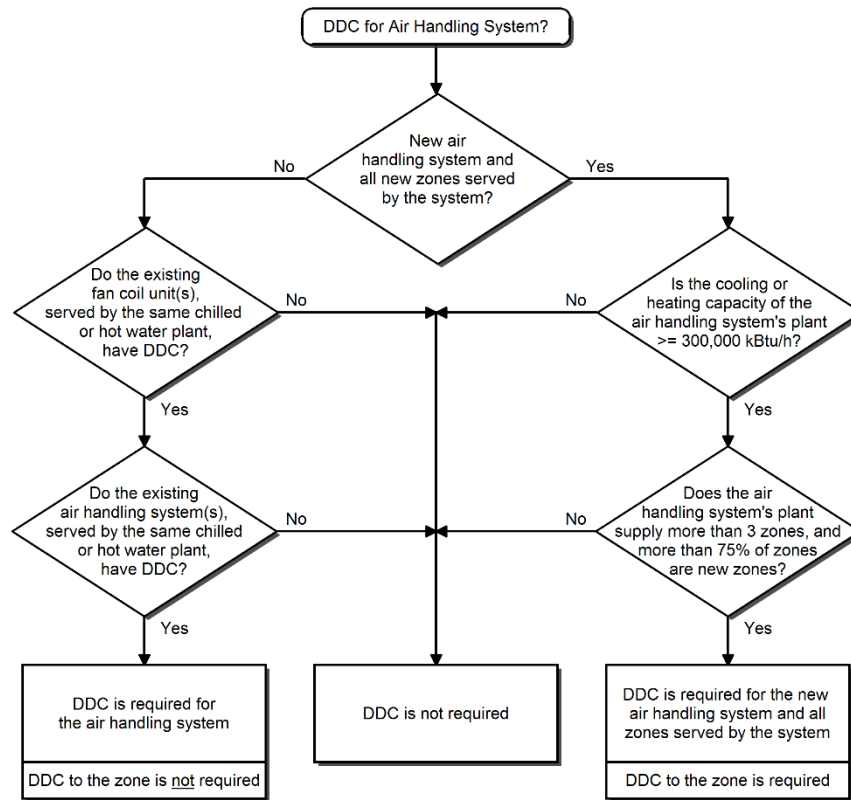 DDC for Air Handling System?
New air
handling system and
all new zones served
by the system?
No
Yes
Do the existing
fan coil unit(s),
served by the same chilled
or hot water plant,
have DDC?
No
No
Is the cooling or
heating capacity of the
air handling system's plant
>= 300,000 kBtu/h?
Yes
Yes
Do the existing
air handling system(s),
served by the same chilled
or hot water plant,
have DDC?
No
No
Does the air
handling system's plant
supply more than 3 zones, and
more than 75% of zones
are new zones?
Yes
Yes
DDC is required for
the air handling system
DDC to the zone is not required
DDC is not required
DDC is required for the new
air handling system and all
zones served by the system
DDC to the zone is required